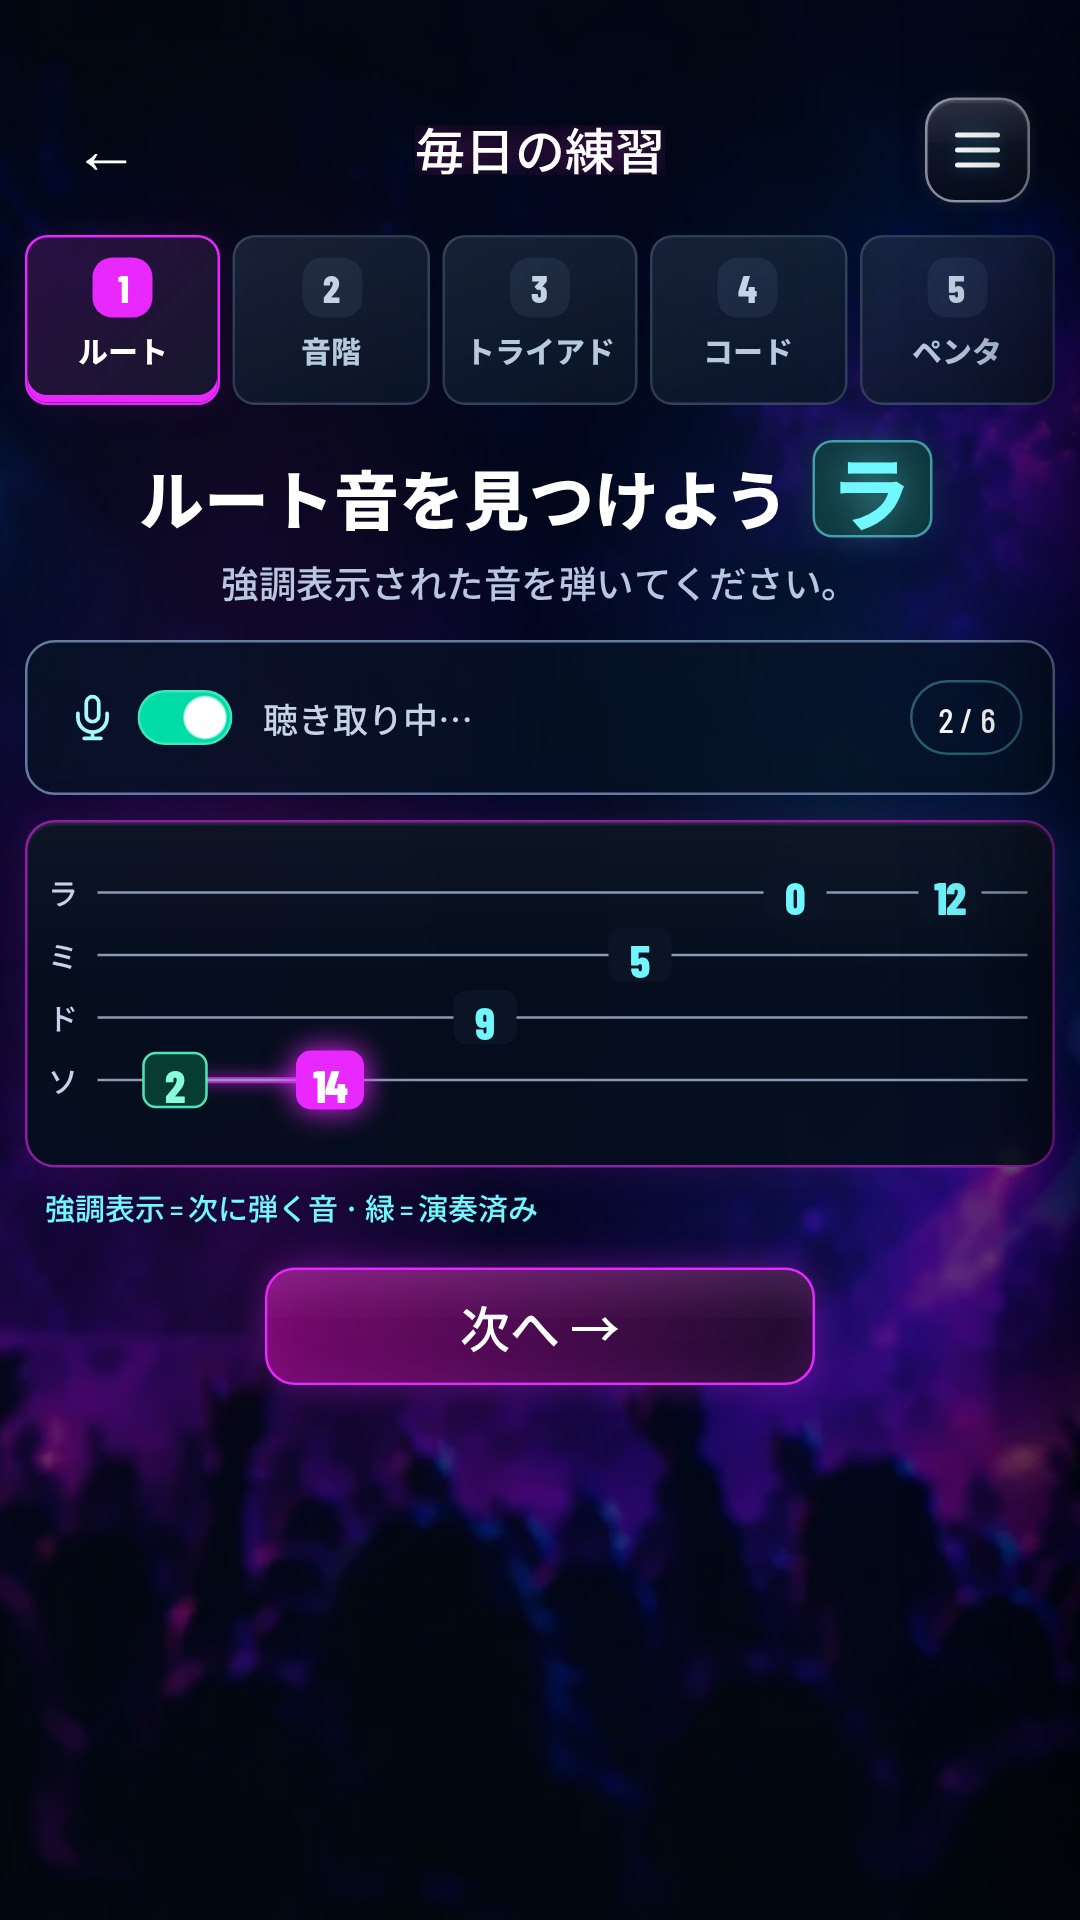 ← 毎日の練習
1 2 3 4 5
ルート 音階 トライアド コード ペンタ
ルート音を見つけよう ラ
強調表示された音を弾いてください。
聴き取り中… 2 / 6
ラ 0 12
ミ 5
ド 9
ソ 2 14
強調表示 = 次に弾く音 · 緑 = 演奏済み
次へ →